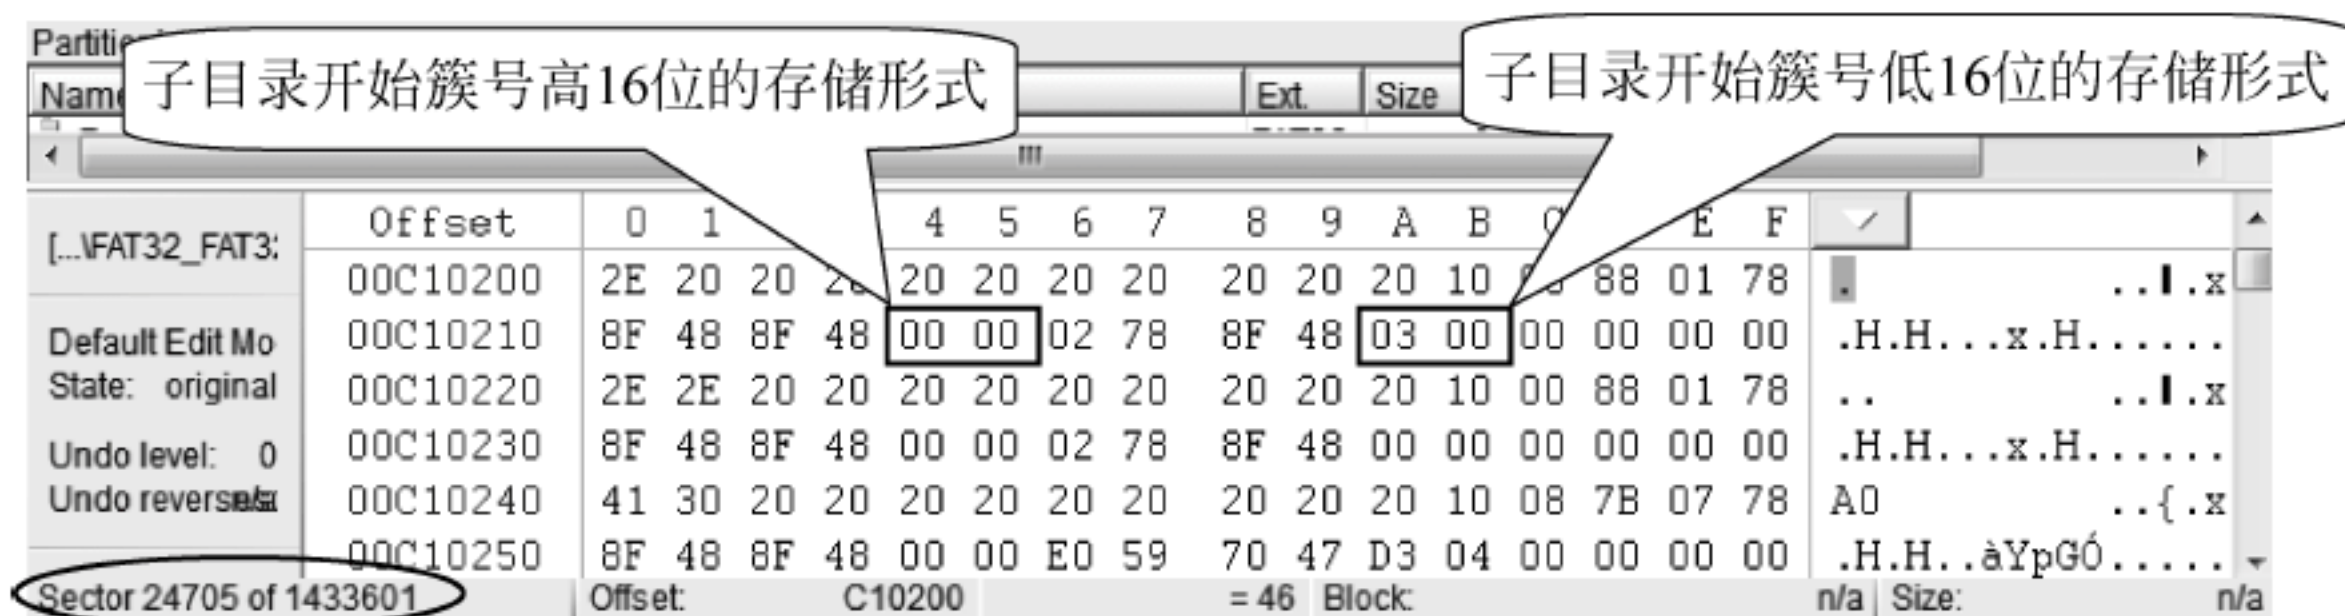 子目录开始簇号高16位的存储形式
子目录开始簇号低16位的存储形式
Name Ext. Size
[...\FAT32_FAT32
Default Edit Mo
State: original
Undo level: 0
Undo reverses:
Offset 0 1 4 5 6 7 8 9 A B E F
00C10200 2E 20 20 20 20 20 20 20 20 20 20 10 88 01 78 . ..I.x
00C10210 8F 48 8F 48 00 00 02 78 8F 48 03 00 00 00 00 00 .H.H...x.H......
00C10220 2E 2E 20 20 20 20 20 20 20 20 20 10 00 88 01 78 .. ..I.x
00C10230 8F 48 8F 48 00 00 02 78 8F 48 00 00 00 00 00 00 .H.H...x.H......
00C10240 41 30 20 20 20 20 20 20 20 20 20 10 08 7B 07 78 A0 ..{.x
00C10250 8F 48 8F 48 00 00 E0 59 70 47 D3 04 00 00 00 00 .H.H..àYpGÓ.....
Sector 24705 of 1433601 Offset: C10200 = 46 Block: n/a Size: n/a